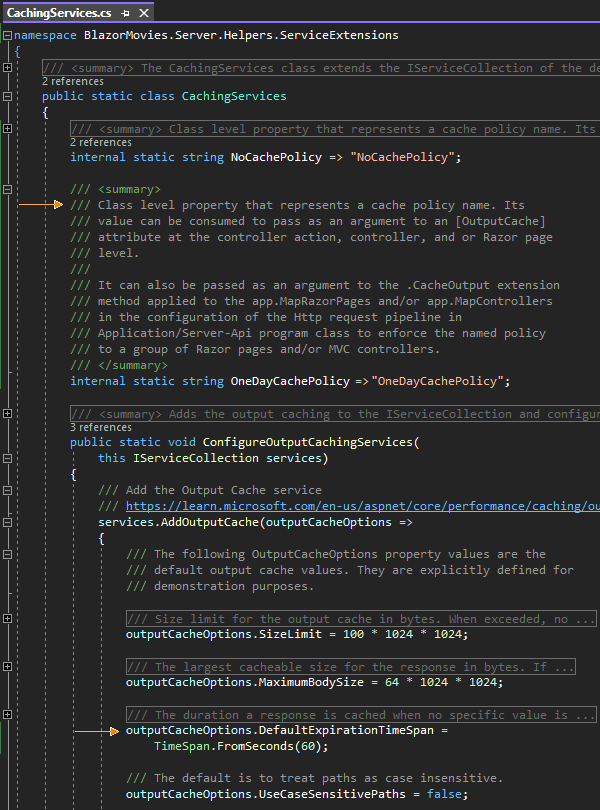 CachingServices.cs
namespace BlazorMovies.Server.Helpers.ServiceExtensions
{
/// <summary> The CachingServices class extends the IServiceCollection of the de
2 references
public static class CachingServices
{
/// <summary> Class level property that represents a cache policy name. Its
2 references
internal static string NoCachePolicy => "NoCachePolicy";
/// <summary>
/// Class level property that represents a cache policy name. Its
/// value can be consumed to pass as an argument to an [OutputCache]
/// attribute at the controller action, controller, and or Razor page
/// level.
///
/// It can also be passed as an argument to the .CacheOutput extension
/// method applied to the app.MapRazorPages and/or app.MapControllers
/// in the configuration of the Http request pipeline in
/// Application/Server-Api program class to enforce the named policy
/// to a group of Razor pages and/or MVC controllers.
/// </summary>
internal static string OneDayCachePolicy =>"OneDayCachePolicy";
/// <summary> Adds the output caching to the IServiceCollection and configur
3 references
public static void ConfigureOutputCachingServices(
this IServiceCollection services)
{
/// Add the Output Cache service
/// https://learn.microsoft.com/en-us/aspnet/core/performance/caching/ou
services.AddOutputCache(outputCacheOptions =>
{
/// The following OutputCacheOptions property values are the
/// default output cache values. They are explicitly defined for
/// demonstration purposes.
/// Size limit for the output cache in bytes. When exceeded, no ...
outputCacheOptions.SizeLimit = 100 * 1024 * 1024;
/// The largest cacheable size for the response in bytes. If ...
outputCacheOptions.MaximumBodySize = 64 * 1024 * 1024;
/// The duration a response is cached when no specific value is ...
outputCacheOptions.DefaultExpirationTimeSpan =
TimeSpan.FromSeconds(60);
/// The default is to treat paths as case insensitive.
outputCacheOptions.UseCaseSensitivePaths = false;